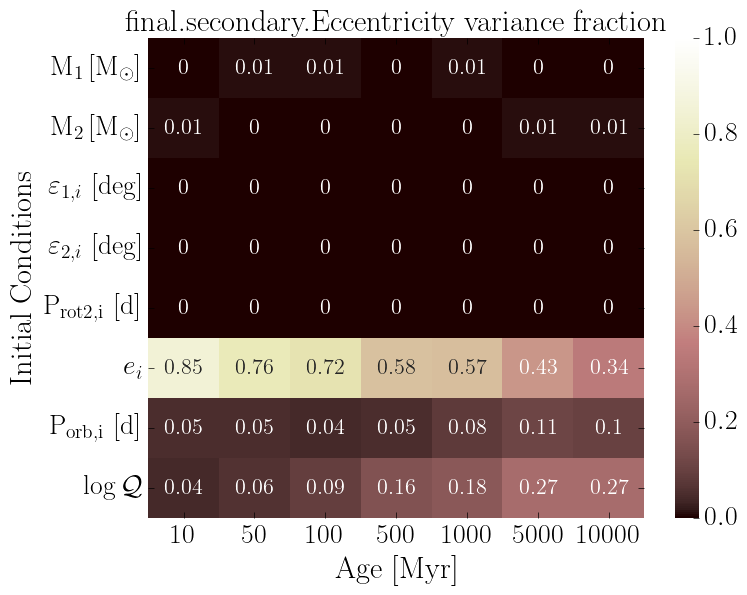 final.secondary.Eccentricity variance fraction
M₁ [M⊙] 0 0.01 0.01 0 0.01 0 0
M₂ [M⊙] 0.01 0 0 0 0 0.01 0.01
ε₁,ᵢ [deg] 0 0 0 0 0 0 0
ε₂,ᵢ [deg] 0 0 0 0 0 0 0
P_rot2,i [d] 0 0 0 0 0 0 0
eᵢ 0.85 0.76 0.72 0.58 0.57 0.43 0.34
P_orb,i [d] 0.05 0.05 0.04 0.05 0.08 0.11 0.1
log 𝒬 0.04 0.06 0.09 0.16 0.18 0.27 0.27
10 50 100 500 1000 5000 10000
Age [Myr]
Initial Conditions
1.0
0.8
0.6
0.4
0.2
0.0